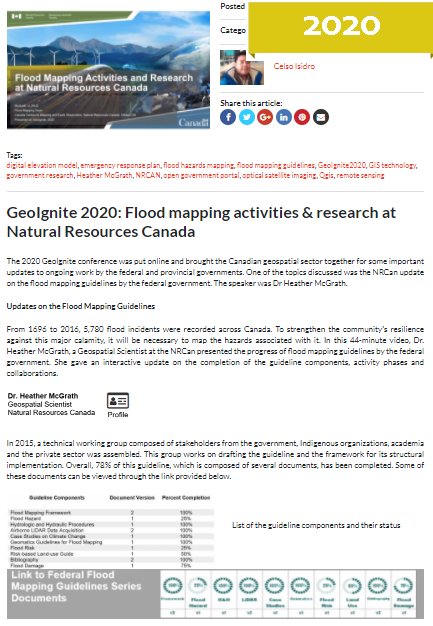 Flood Mapping Activities and Research
at Natural Resources Canada
Canada
Posted
Catego
2020
Celso Isidro
Share this article:
Tags:
digital elevation model, emergency response plan, flood hazards mapping, flood mapping guidelines, GeoIgnite2020, GIS technology,
government research, Heather McGrath, NRCAN, open government portal, optical satellite imaging, Qgis, remote sensing
GeoIgnite 2020: Flood mapping activities & research at
Natural Resources Canada
The 2020 GeoIgnite conference was put online and brought the Canadian geospatial sector together for some important
updates to ongoing work by the federal and provincial governments. One of the topics discussed was the NRCan update
on the flood mapping guidelines by the federal government. The speaker was Dr Heather McGrath.
Updates on the Flood Mapping Guidelines
From 1696 to 2016, 5,780 flood incidents were recorded across Canada. To strengthen the community's resilience
against this major calamity, it will be necessary to map the hazards associated with it. In this 44-minute video, Dr.
Heather McGrath, a Geospatial Scientist at the NRCan presented the progress of flood mapping guidelines by the federal
government. She gave an interactive update on the completion of the guideline components, activity phases and
collaborations.
Dr. Heather McGrath
Geospatial Scientist
Natural Resources Canada
Profile
In 2015, a technical working group composed of stakeholders from the government, Indigenous organizations, academia
and the private sector was assembled. This group works on drafting the guideline and the framework for its structural
implementation. Overall, 78% of this guideline, which is composed of several documents, has been completed. Some of
these documents can be viewed through the link provided below.
Guideline Components Document Version Percent Completion
Flood Mapping Framework 2 100%
Flood Hazard 1 25%
Hydrologic and Hydraulic Procedures 1 100%
Airborne LiDAR Data Acquisition 2 100%
Case Studies on Climate Change 1 100%
Geomatics Guidelines for Flood Mapping 1 100%
Flood Risk 1 25%
Risk-based Land-use Guide 1 50%
Bibliography 2 100%
Flood Damage 1 75%
List of the guideline components and their status
Link to Federal Flood
Mapping Guidelines Series
Documents
Flood Hazard
H&H
LiDAR
Case Studies
Flood Risk
Land Use
Flood Damage